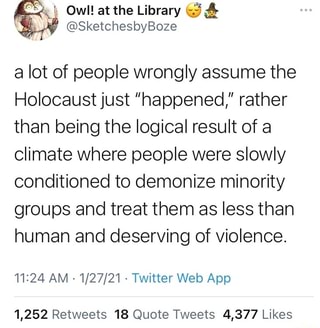 Owl! at the Library 😴🧙‍♀️
@SketchesbyBoze
a lot of people wrongly assume the
Holocaust just “happened,” rather
than being the logical result of a
climate where people were slowly
conditioned to demonize minority
groups and treat them as less than
human and deserving of violence.
11:24 AM · 1/27/21 · Twitter Web App
1,252 Retweets 18 Quote Tweets 4,377 Likes